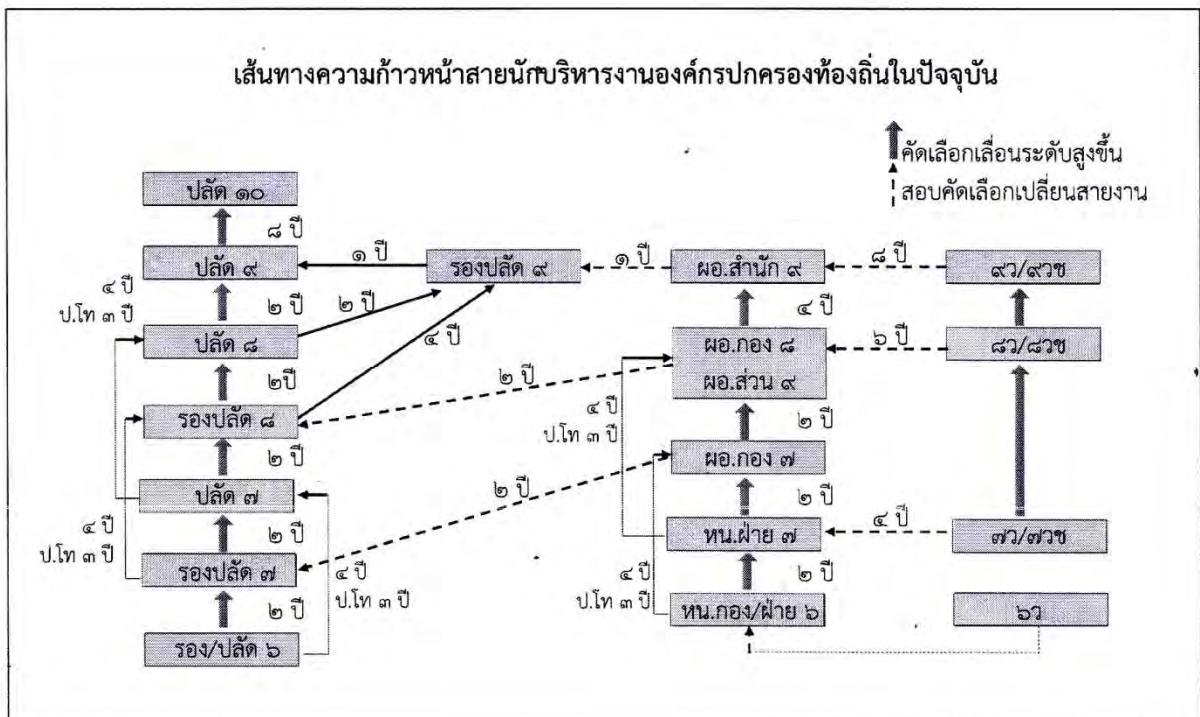 เส้นทางความก้าวหน้าสายนักบริหารงานองค์กรปกครองท้องถิ่นในปัจจุบัน
คัดเลือกเลื่อนระดับสูงขึ้น
สอบคัดเลือกเปลี่ยนสายงาน
ปลัด ๑๐
๘ ปี
ปลัด ๙
๑ ปี
รองปลัด ๙
๑ ปี
ผอ.สำนัก ๙
๘ ปี
๙ว/๙วช
๔ ปี
ป.โท ๓ ปี
๒ ปี
๒ ปี
๔ ปี
๔ ปี
ปลัด ๘
ผอ.กอง ๘
ผอ.ส่วน ๙
๖ ปี
๘ว/๘วช
๒ปี
๒ ปี
รองปลัด ๘
๔ ปี
ป.โท ๓ ปี
๒ ปี
๒ ปี
ผอ.กอง ๗
ปลัด ๗
๒ ปี
๒ ปี
๔ ปี
ป.โท ๓ ปี
๒ ปี
หน.ฝ่าย ๗
๔ ปี
๗ว/๗วช
รองปลัด ๗
๔ ปี
ป.โท ๓ ปี
๒ ปี
๔ ปี
ป.โท ๓ ปี
๒ ปี
รอง/ปลัด ๖
หน.กอง/ฝ่าย ๖
๖ว